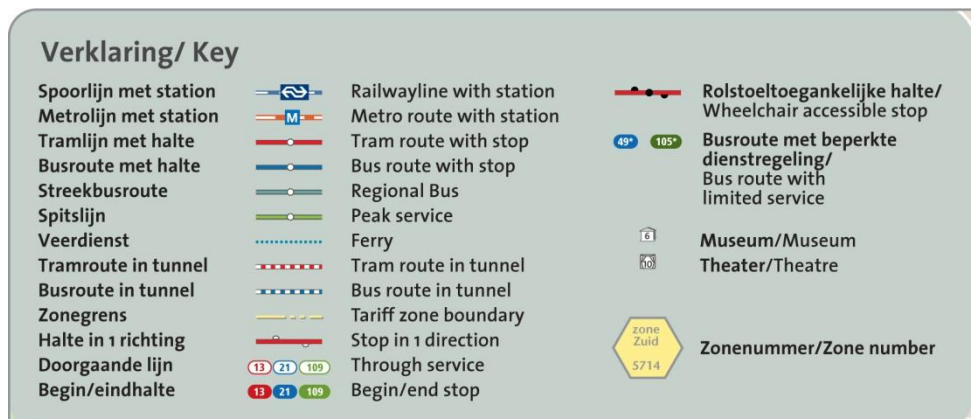 Verklaring/ Key
Spoorlijn met station Railwayline with station
Metrolijn met station M Metro route with station
Tramlijn met halte Tram route with stop
Busroute met halte Bus route with stop
Streekbusroute Regional Bus
Spitslijn Peak service
Veerdienst Ferry
Tramroute in tunnel Tram route in tunnel
Busroute in tunnel Bus route in tunnel
Zonegrens Tariff zone boundary
Halte in 1 richting Stop in 1 direction
Doorgaande lijn 13 21 109 Through service
Begin/eindhalte 13 21 109 Begin/end stop
Rolstoeltoegankelijke halte/
Wheelchair accessible stop
49* 105* Busroute met beperkte
dienstregeling/
Bus route with
limited service
6 Museum/Museum
10 Theater/Theatre
zone
Zuid
5714
Zonenummer/Zone number